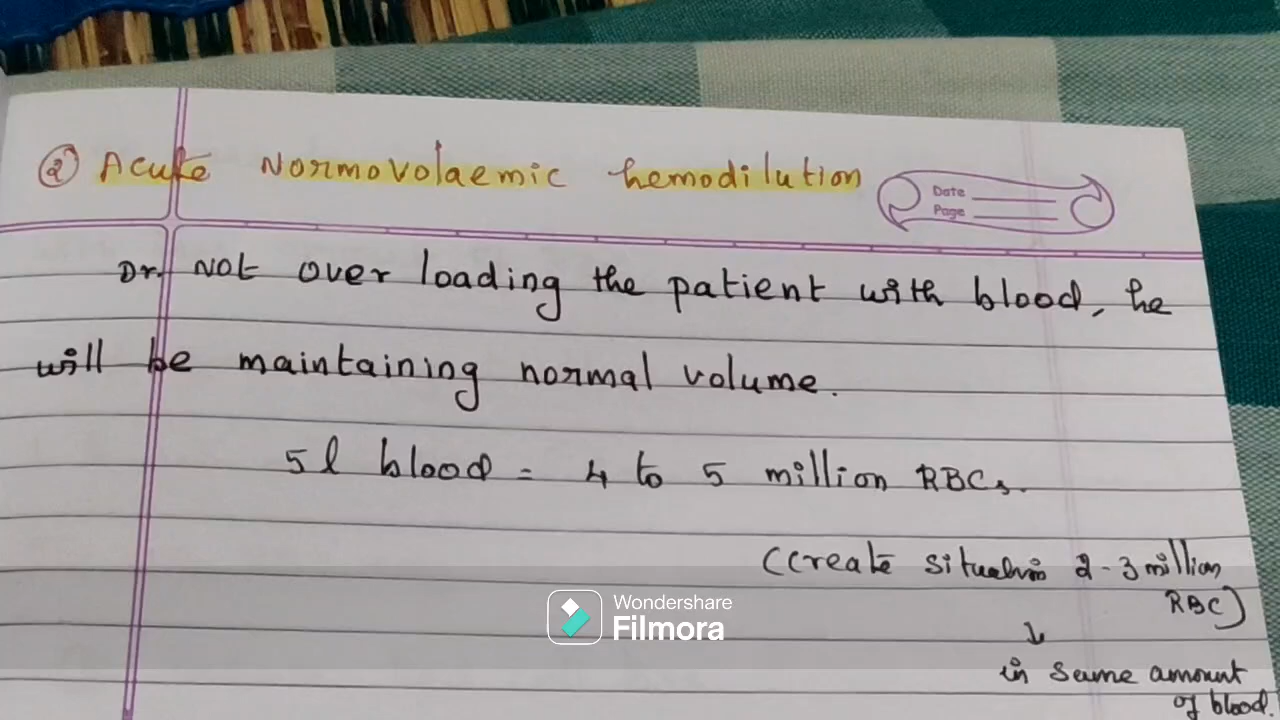 ② Acute Normovolaemic hemodilution
Date
Page
Dr. Not over loading the patient with blood, he
will be maintaining normal volume.
5 l blood = 4 to 5 million RBCs.
(Create situation 2-3 million
RBC)
↓
in same amount
of blood.
Wondershare
Filmora